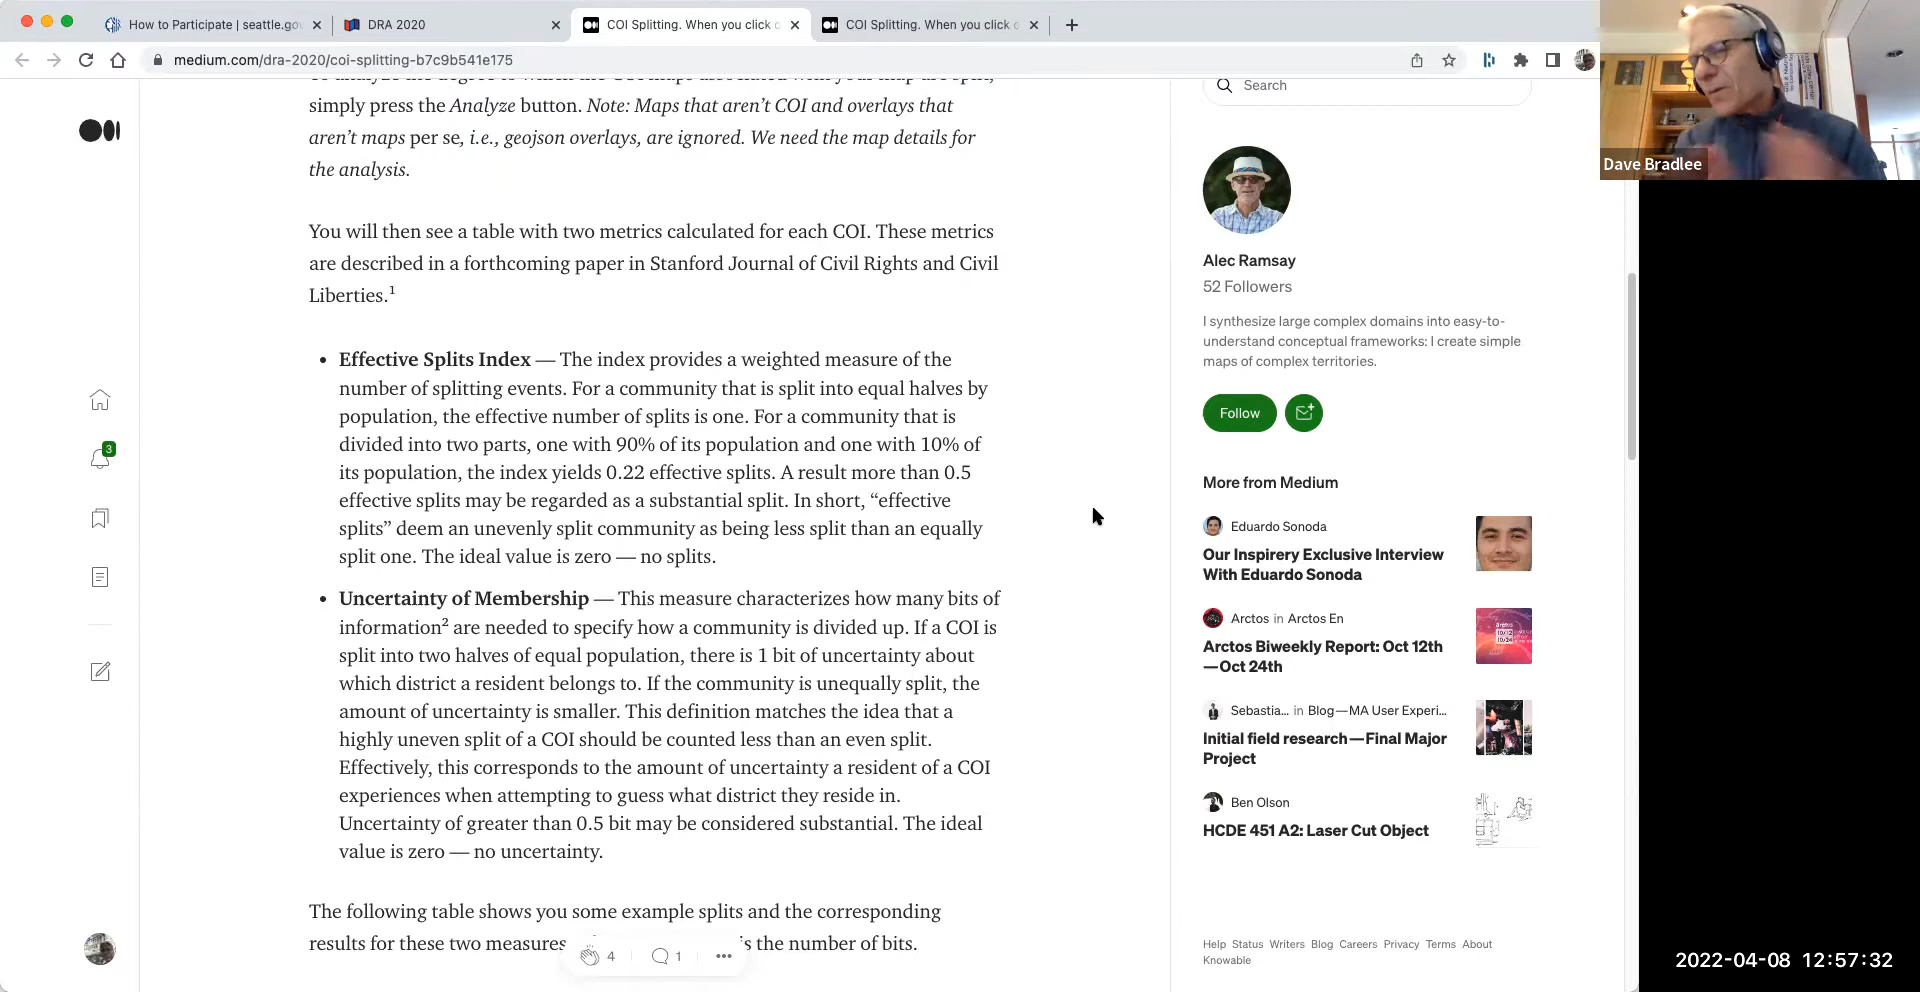 How to Participate | seattle.gov
DRA 2020
COI Splitting. When you click o
COI Splitting. When you click o
medium.com/dra-2020/coi-splitting-b7c9b541e175
simply press the Analyze button. Note: Maps that aren’t COI and overlays that
aren’t maps per se, i.e., geojson overlays, are ignored. We need the map details for
the analysis.
You will then see a table with two metrics calculated for each COI. These metrics
are described in a forthcoming paper in Stanford Journal of Civil Rights and Civil
Liberties.¹
• Effective Splits Index — The index provides a weighted measure of the
number of splitting events. For a community that is split into equal halves by
population, the effective number of splits is one. For a community that is
divided into two parts, one with 90% of its population and one with 10% of
its population, the index yields 0.22 effective splits. A result more than 0.5
effective splits may be regarded as a substantial split. In short, “effective
splits” deem an unevenly split community as being less split than an equally
split one. The ideal value is zero — no splits.
• Uncertainty of Membership — This measure characterizes how many bits of
information² are needed to specify how a community is divided up. If a COI is
split into two halves of equal population, there is 1 bit of uncertainty about
which district a resident belongs to. If the community is unequally split, the
amount of uncertainty is smaller. This definition matches the idea that a
highly uneven split of a COI should be counted less than an even split.
Effectively, this corresponds to the amount of uncertainty a resident of a COI
experiences when attempting to guess what district they reside in.
Uncertainty of greater than 0.5 bit may be considered substantial. The ideal
value is zero — no uncertainty.
The following table shows you some example splits and the corresponding
results for these two measures is the number of bits.
4
1
3
Search
Alec Ramsay
52 Followers
I synthesize large complex domains into easy-to-
understand conceptual frameworks: I create simple
maps of complex territories.
Follow
More from Medium
Eduardo Sonoda
Our Inspirery Exclusive Interview
With Eduardo Sonoda
Arctos in Arctos En
Arctos Biweekly Report: Oct 12th
—Oct 24th
Sebastia... in Blog—MA User Experi...
Initial field research—Final Major
Project
Ben Olson
HCDE 451 A2: Laser Cut Object
Help Status Writers Blog Careers Privacy Terms About
Knowable
Dave Bradlee
2022-04-08 12:57:32